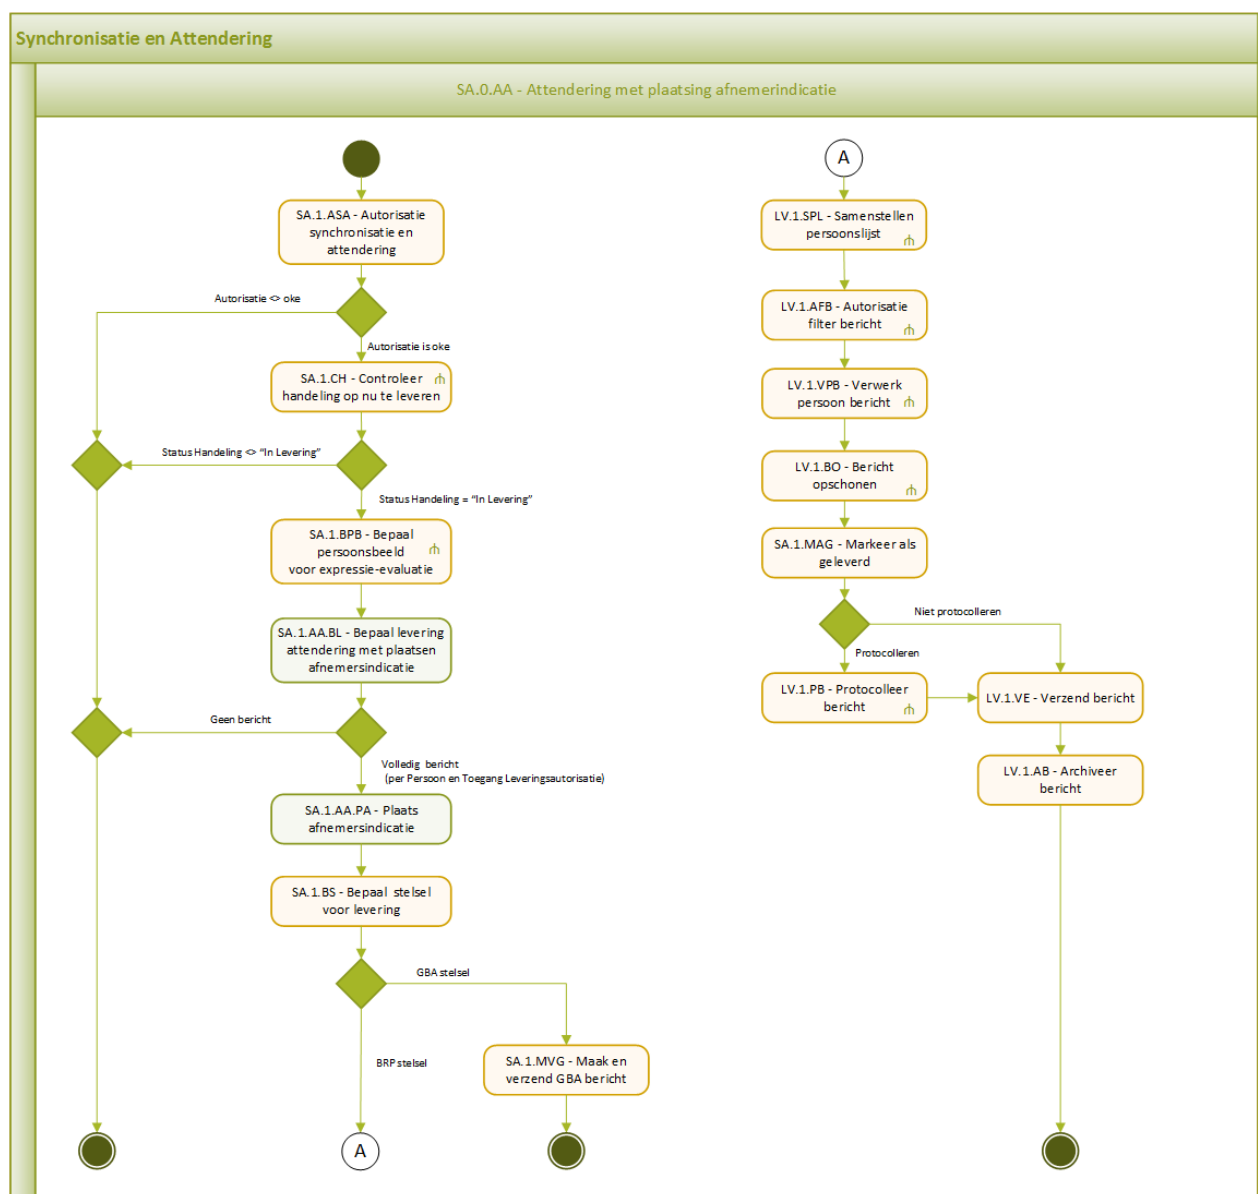 Synchronisatie en Attendering
SA.0.AA - Attendering met plaatsing afnemerindicatie
SA.1.ASA - Autorisatie
synchronisatie en
attendering
Autorisatie <> oke
Autorisatie is oke
SA.1.CH - Controleer
handeling op nu te leveren
Status Handeling <> “In Levering”
Status Handeling = “In Levering”
SA.1.BPB - Bepaal
persoonsbeeld
voor expressie-evaluatie
SA.1.AA.BL - Bepaal levering
attendering met plaatsen
afnemersindicatie
Geen bericht
Volledig bericht
(per Persoon en Toegang Leveringsautorisatie)
SA.1.AA.PA - Plaats
afnemersindicatie
SA.1.BS - Bepaal stelsel
voor levering
GBA stelsel
BRP stelsel
SA.1.MVG - Maak en
verzend GBA bericht
A
A
LV.1.SPL - Samenstellen
persoonslijst
LV.1.AFB - Autorisatie
filter bericht
LV.1.VPB - Verwerk
persoon bericht
LV.1.BO - Bericht
opschonen
SA.1.MAG - Markeer als
geleverd
Niet protocolleren
Protocolleren
LV.1.PB - Protocolleer
bericht
LV.1.VE - Verzend bericht
LV.1.AB - Archiveer
bericht